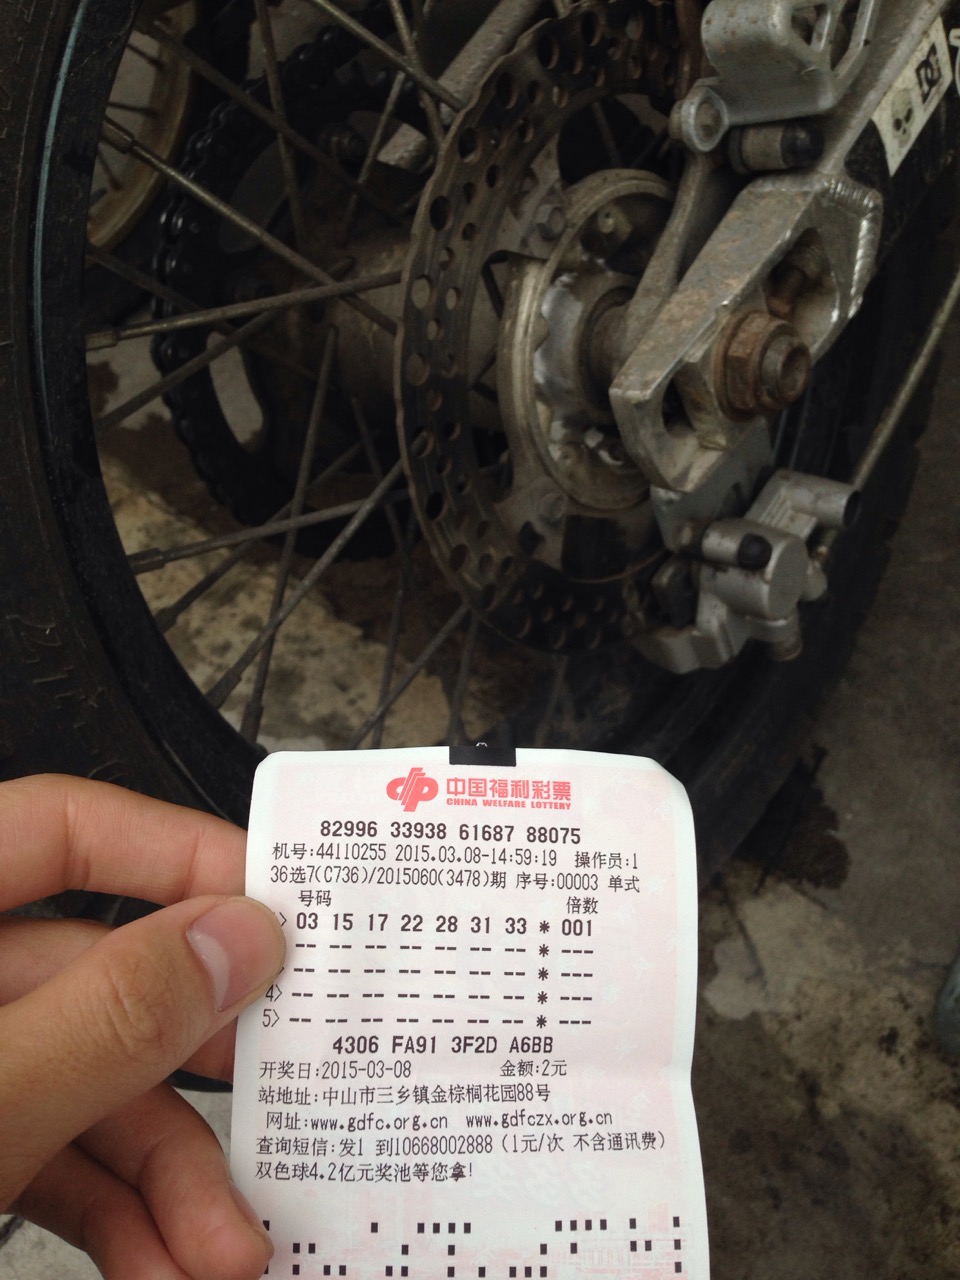 DC
中国福利彩票
CHINA WELFARE LOTTERY
82996 33938 61687 88075
机号:44110255 2015.03.08-14:59:19 操作员:1
36选7(C736)/2015060(3478)期 序号:00003 单式
号码 倍数
> 03 15 17 22 28 31 33 * 001
-- -- -- -- -- -- -- * ---
-- -- -- -- -- -- -- * ---
4> -- -- -- -- -- -- -- * ---
5> -- -- -- -- -- -- -- * ---
4306 FA91 3F2D A6BB
开奖日:2015-03-08 金额:2元
站地址:中山市三乡镇金棕榈花园88号
网址:www.gdfc.org.cn www.gdfczx.org.cn
查询短信:发1 到10668002888 (1元/次 不含通讯费)
双色球4.2亿元奖池等您拿!